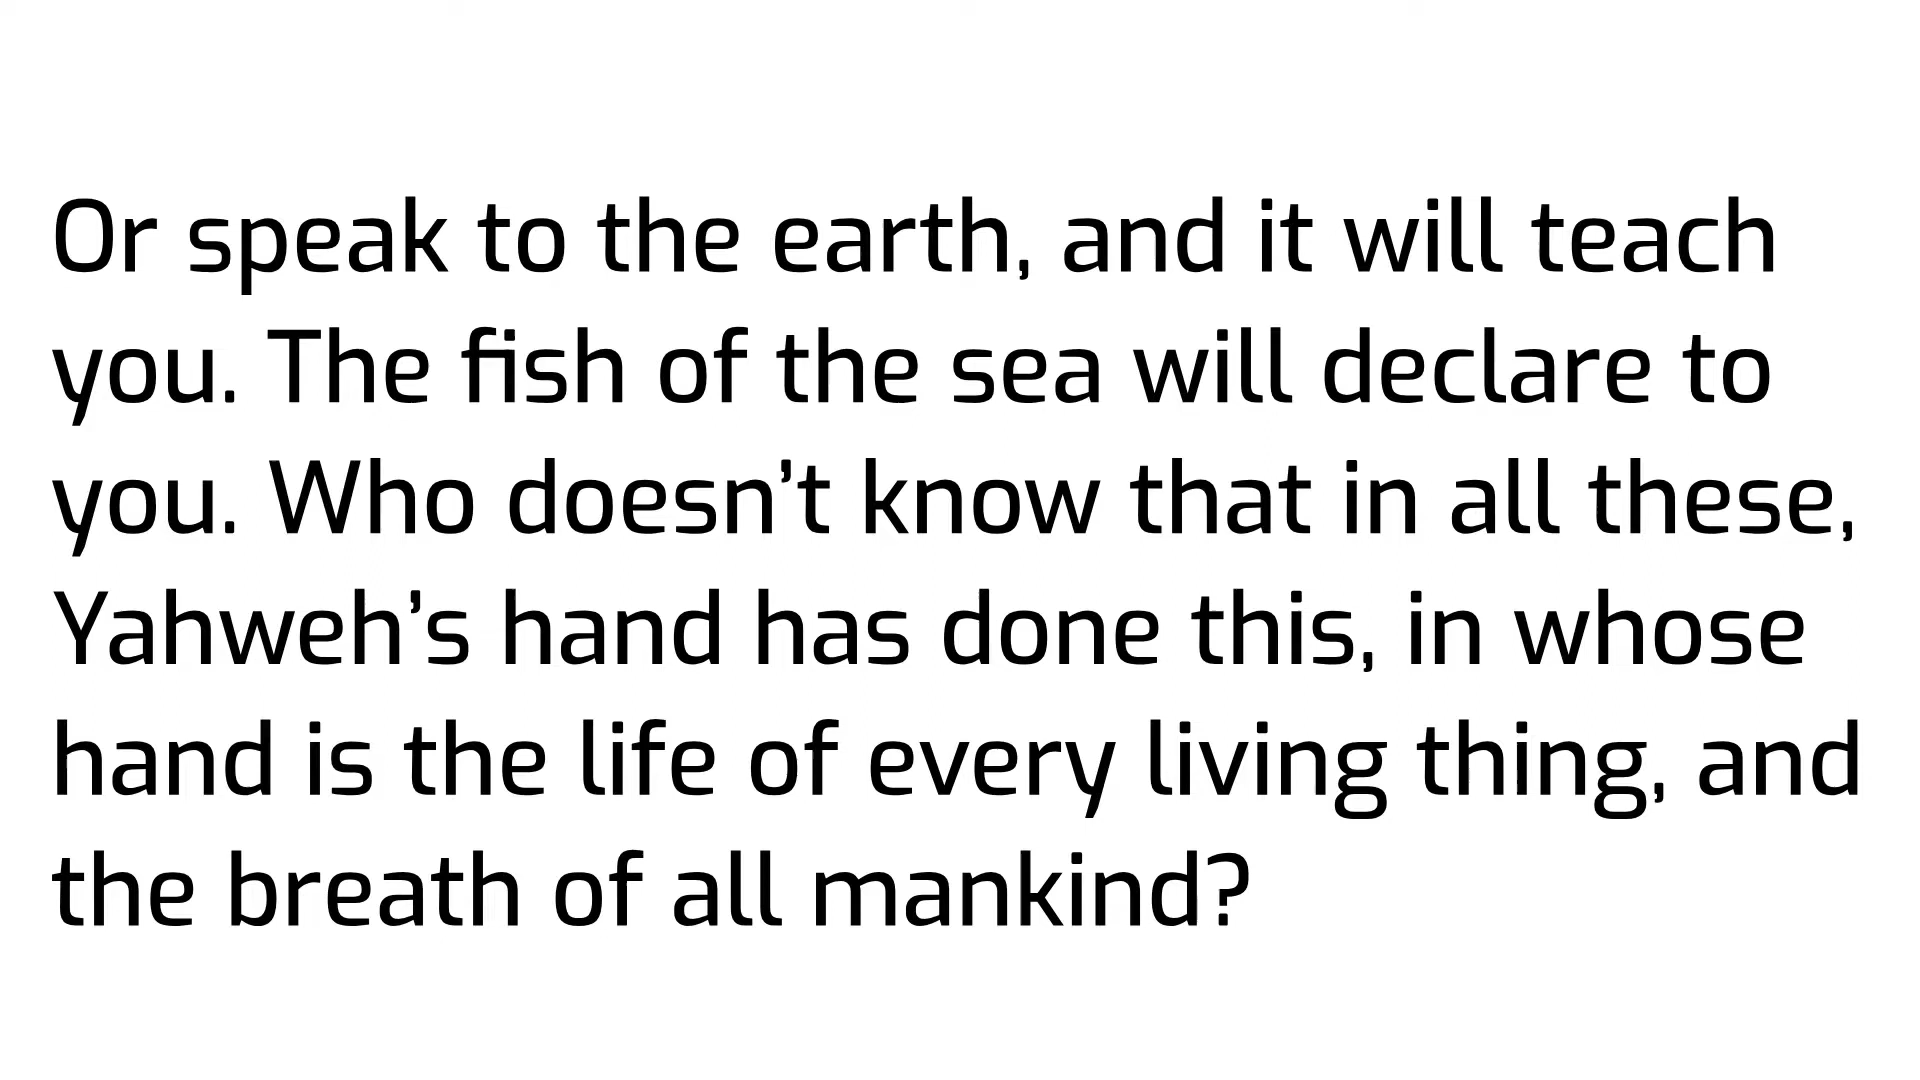 Or speak to the earth, and it will teach
you. The fish of the sea will declare to
you. Who doesn’t know that in all these,
Yahweh’s hand has done this, in whose
hand is the life of every living thing, and
the breath of all mankind?